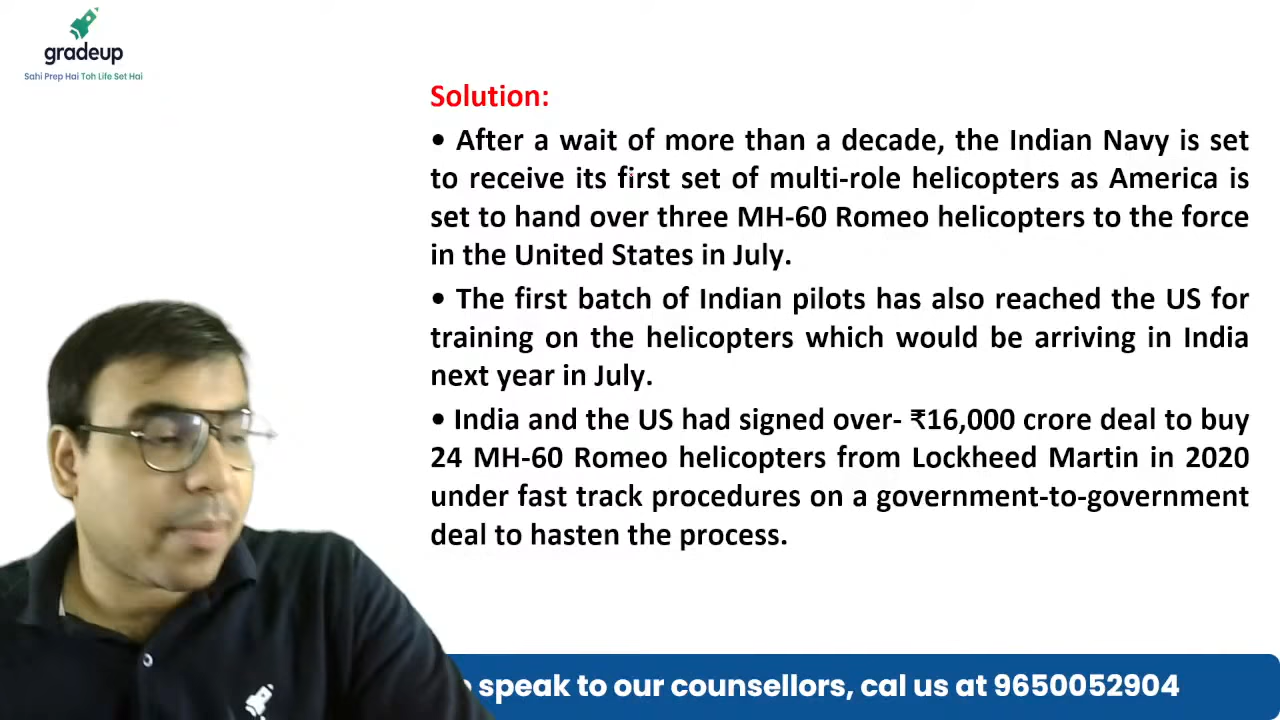 gradeup
Sahi Prep Hai Toh Life Set Hai
Solution:
• After a wait of more than a decade, the Indian Navy is set
to receive its first set of multi-role helicopters as America is
set to hand over three MH-60 Romeo helicopters to the force
in the United States in July.
• The first batch of Indian pilots has also reached the US for
training on the helicopters which would be arriving in India
next year in July.
• India and the US had signed over- ₹16,000 crore deal to buy
24 MH-60 Romeo helicopters from Lockheed Martin in 2020
under fast track procedures on a government-to-government
deal to hasten the process.
speak to our counsellors, cal us at 9650052904